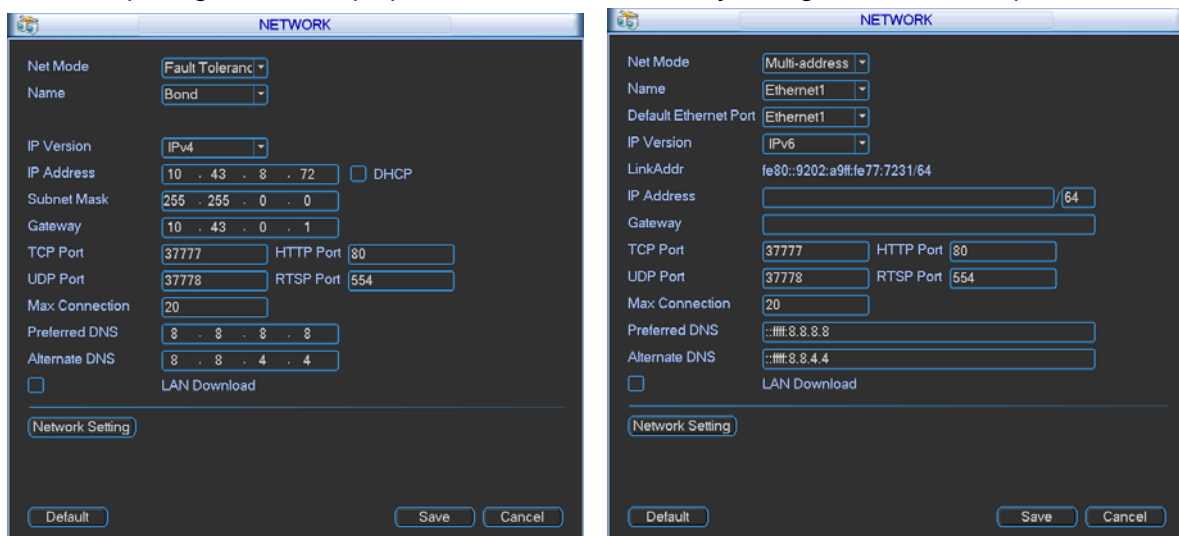 NETWORK
Net Mode Fault Toleranc
Name Bond
IP Version IPv4
IP Address 10 . 43 . 8 . 72 DHCP
Subnet Mask 255 . 255 . 0 . 0
Gateway 10 . 43 . 0 . 1
TCP Port 37777 HTTP Port 80
UDP Port 37778 RTSP Port 554
Max Connection 20
Preferred DNS 8 . 8 . 8 . 8
Alternate DNS 8 . 8 . 4 . 4
LAN Download
Network Setting
Default Save Cancel
NETWORK
Net Mode Multi-address
Name Ethernet1
Default Ethernet Port Ethernet1
IP Version IPv6
LinkAddr fe80::9202:a9ff:fe77:7231/64
IP Address / 64
Gateway
TCP Port 37777 HTTP Port 80
UDP Port 37778 RTSP Port 554
Max Connection 20
Preferred DNS ::ffff:8.8.8.8
Alternate DNS ::ffff:8.8.4.4
LAN Download
Network Setting
Default Save Cancel